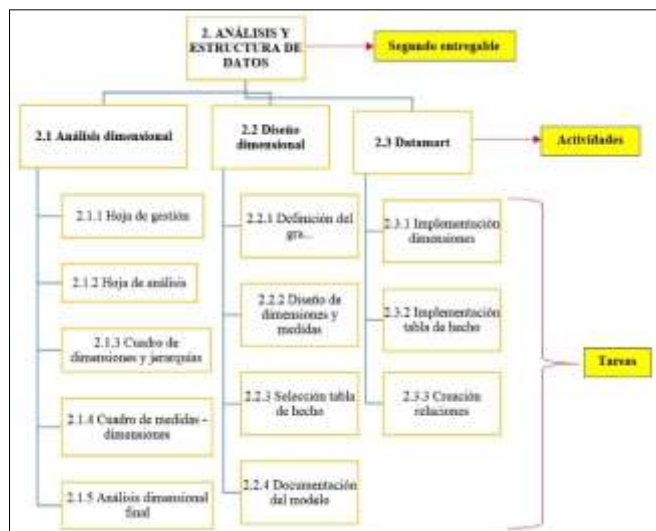 2. ANÁLISIS Y
ESTRUCTURA DE
DATOS
Segundo entregable
2.1 Análisis dimensional
2.2 Diseño
dimensional
2.3 Datamart
Actividades
2.1.1 Hoja de gestión
2.1.2 Hoja de análisis
2.1.3 Cuadro de
dimensiones y jerarquías
2.1.4 Cuadro de medidas -
dimensiones
2.1.5 Análisis dimensional
final
2.2.1 Definición del
gra...
2.2.2 Diseño de
dimensiones y
medidas
2.2.3 Selección tabla
de hecho
2.2.4 Documentación
del modelo
2.3.1 Implementación
dimensiones
2.3.2 Implementación
tabla de hecho
2.3.3 Creación
relaciones
Tareas